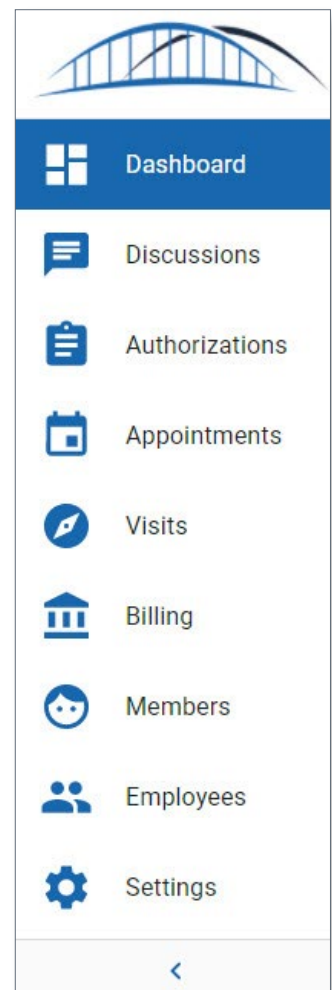 Dashboard
Discussions
Authorizations
Appointments
Visits
Billing
Members
Employees
Settings